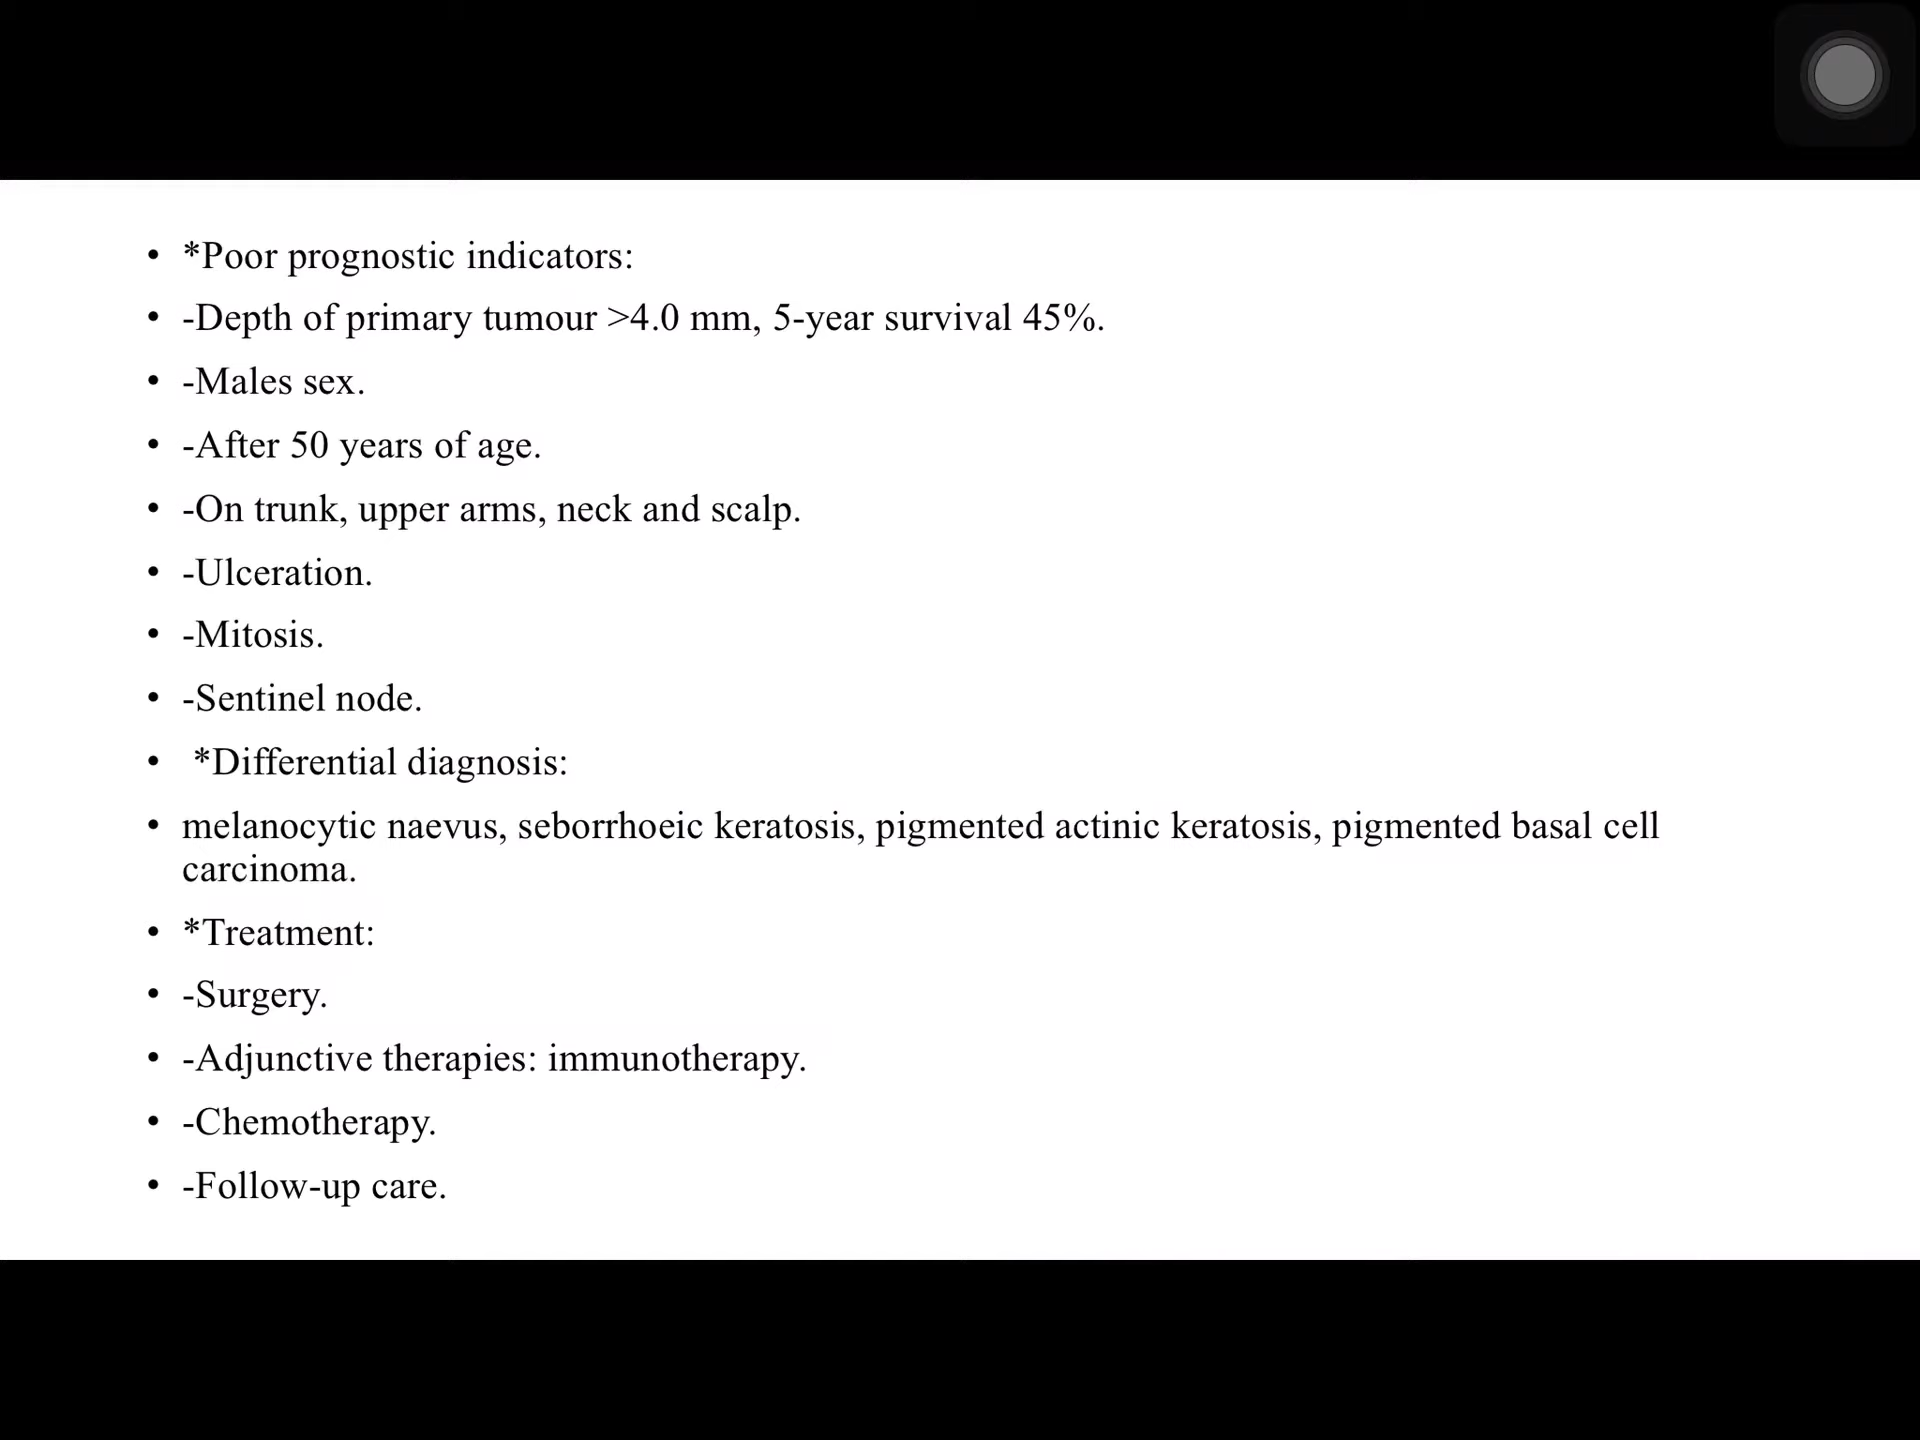 • *Poor prognostic indicators:
• -Depth of primary tumour >4.0 mm, 5-year survival 45%.
• -Males sex.
• -After 50 years of age.
• -On trunk, upper arms, neck and scalp.
• -Ulceration.
• -Mitosis.
• -Sentinel node.
• *Differential diagnosis:
• melanocytic naevus, seborrhoeic keratosis, pigmented actinic keratosis, pigmented basal cell
carcinoma.
• *Treatment:
• -Surgery.
• -Adjunctive therapies: immunotherapy.
• -Chemotherapy.
• -Follow-up care.